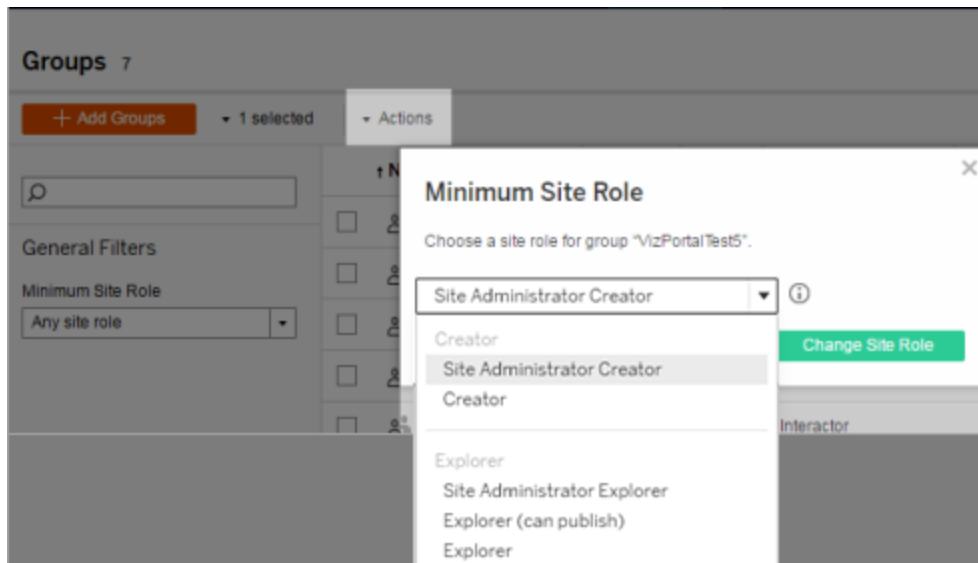 Groups 7
+ Add Groups
1 selected
Actions
↑ N
General Filters
Minimum Site Role
Any site role
Minimum Site Role
Choose a site role for group "VizPortalTest5".
Site Administrator Creator
Change Site Role
Creator
Site Administrator Creator
Creator
Interactor
Explorer
Site Administrator Explorer
Explorer (can publish)
Explorer